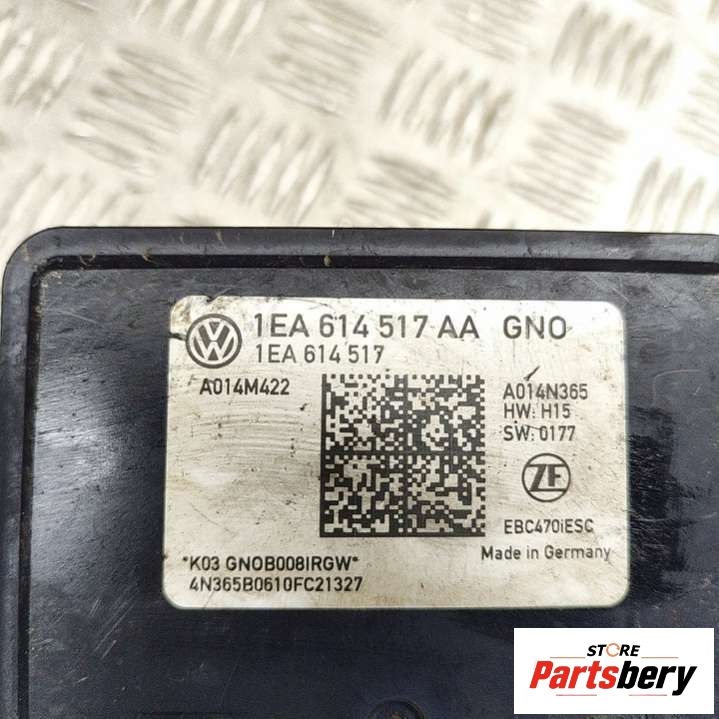 1EA 614 517 AA GNO
1EA 614 517
A014M422
A014N365
HW: H15
SW: 0177
ZF
EBC470iESC
Made in Germany
*K03 GNOB008IRGW*
4N365B0610FC21327
STORE
Partsbery